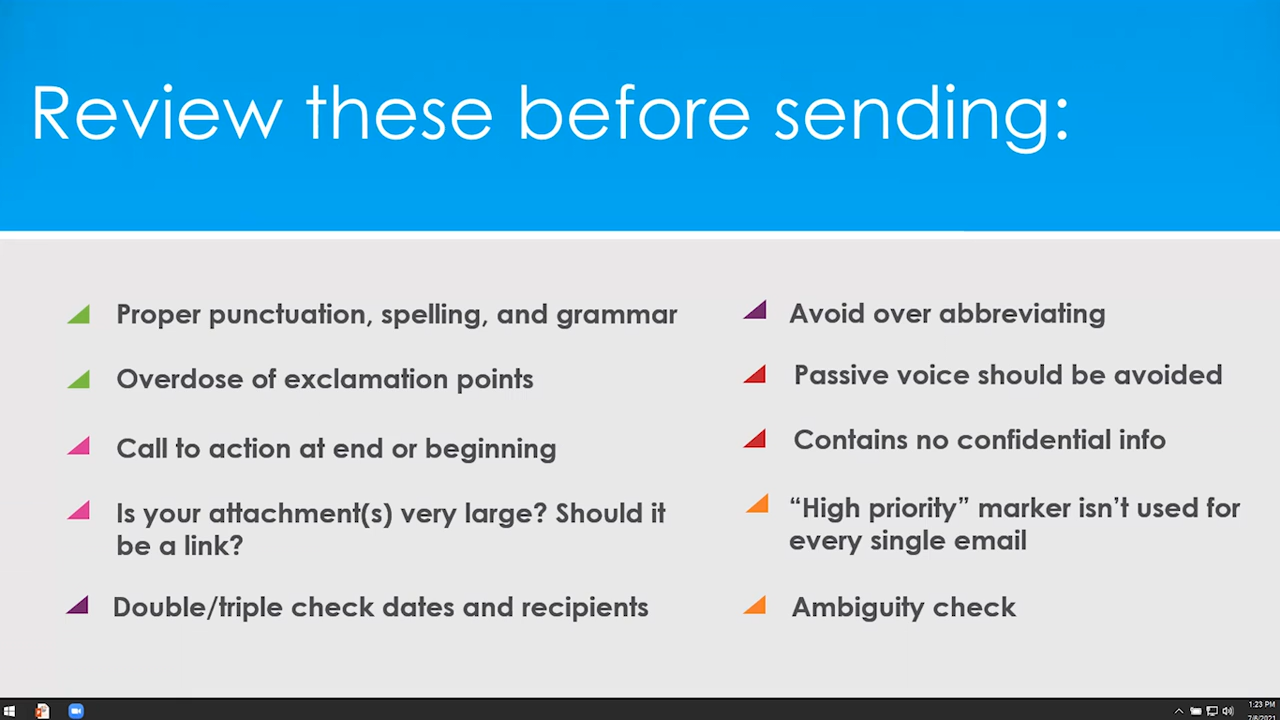 Review these before sending:
Proper punctuation, spelling, and grammar
Overdose of exclamation points
Call to action at end or beginning
Is your attachment(s) very large? Should it
be a link?
Double/triple check dates and recipients
Avoid over abbreviating
Passive voice should be avoided
Contains no confidential info
“High priority” marker isn’t used for
every single email
Ambiguity check
1:23 PM